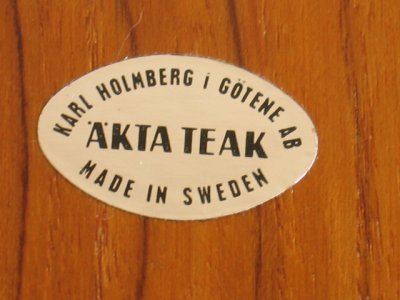 KARL HOLMBERG i GÖTENE AB
ÄKTA TEAK
MADE IN SWEDEN